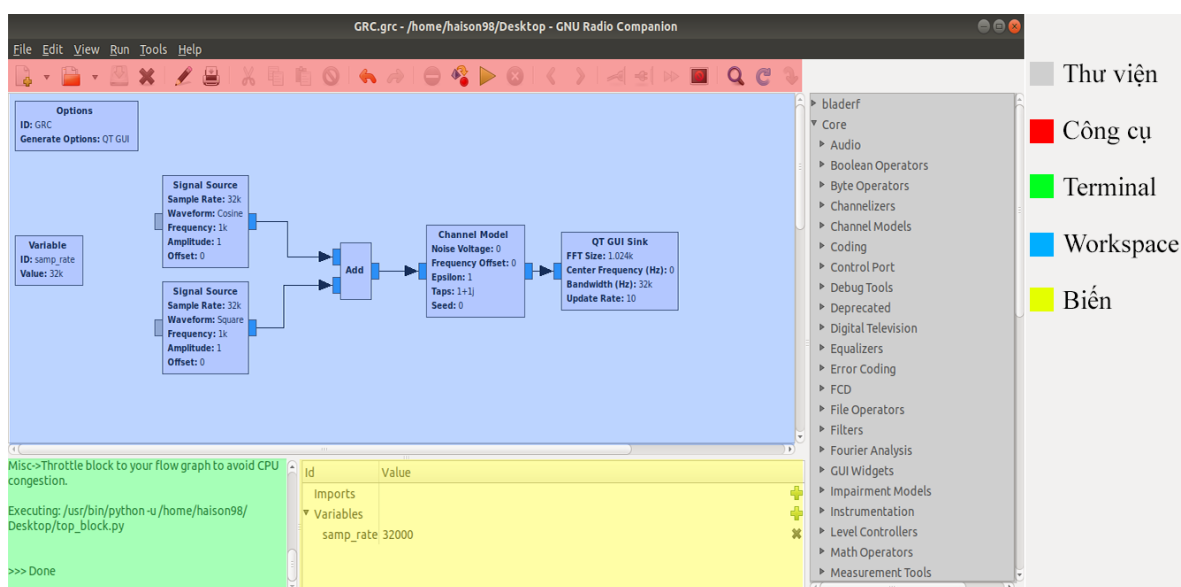 GRC.grc - /home/haison98/Desktop - GNU Radio Companion
File Edit View Run Tools Help
Options
ID: GRC
Generate Options: QT GUI
Variable
ID: samp_rate
Value: 32k
Signal Source
Sample Rate: 32k
Waveform: Cosine
Frequency: 1k
Amplitude: 1
Offset: 0
Signal Source
Sample Rate: 32k
Waveform: Square
Frequency: 1k
Amplitude: 1
Offset: 0
Add
Channel Model
Noise Voltage: 0
Frequency Offset: 0
Epsilon: 1
Taps: 1+1j
Seed: 0
QT GUI Sink
FFT Size: 1.024k
Center Frequency (Hz): 0
Bandwidth (Hz): 32k
Update Rate: 10
bladerf
Core
Audio
Boolean Operators
Byte Operators
Channelizers
Channel Models
Coding
Control Port
Debug Tools
Deprecated
Digital Television
Equalizers
Error Coding
FCD
File Operators
Filters
Fourier Analysis
GUI Widgets
Impairment Models
Instrumentation
Level Controllers
Math Operators
Measurement Tools
Misc->Throttle block to your flow graph to avoid CPU
congestion.
Executing: /usr/bin/python -u /home/haison98/
Desktop/top_block.py
>>> Done
Id Value
Imports
Variables
samp_rate 32000
Thư viện
Công cụ
Terminal
Workspace
Biến